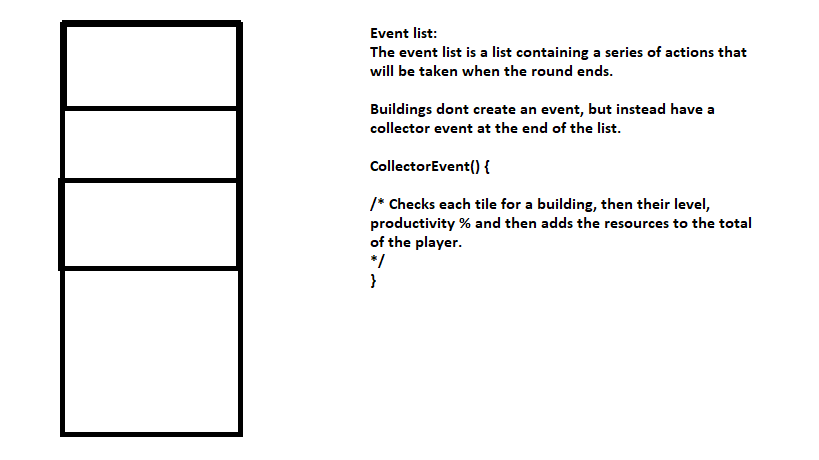 Event list:
The event list is a list containing a series of actions that
will be taken when the round ends.
Buildings dont create an event, but instead have a
collector event at the end of the list.
CollectorEvent() {
/* Checks each tile for a building, then their level,
productivity % and then adds the resources to the total
of the player.
*/
}